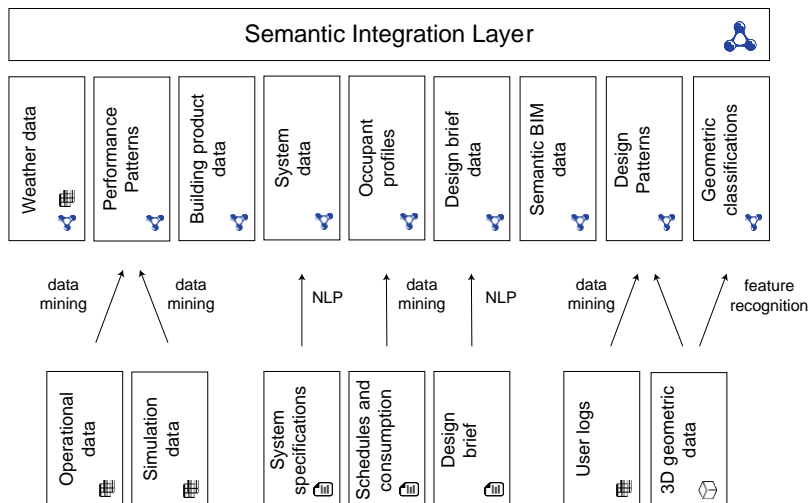 Semantic Integration Layer
Weather data
Performance
Patterns
Building product
data
System
data
Occupant
profiles
Design brief
data
Semantic BIM
data
Design
Patterns
Geometric
classifications
data
mining
data
mining
NLP
data
mining
NLP
data
mining
feature
recognition
Operational
data
Simulation
data
System
specifications
Schedules and
consumption
Design
brief
User logs
3D geometric
data